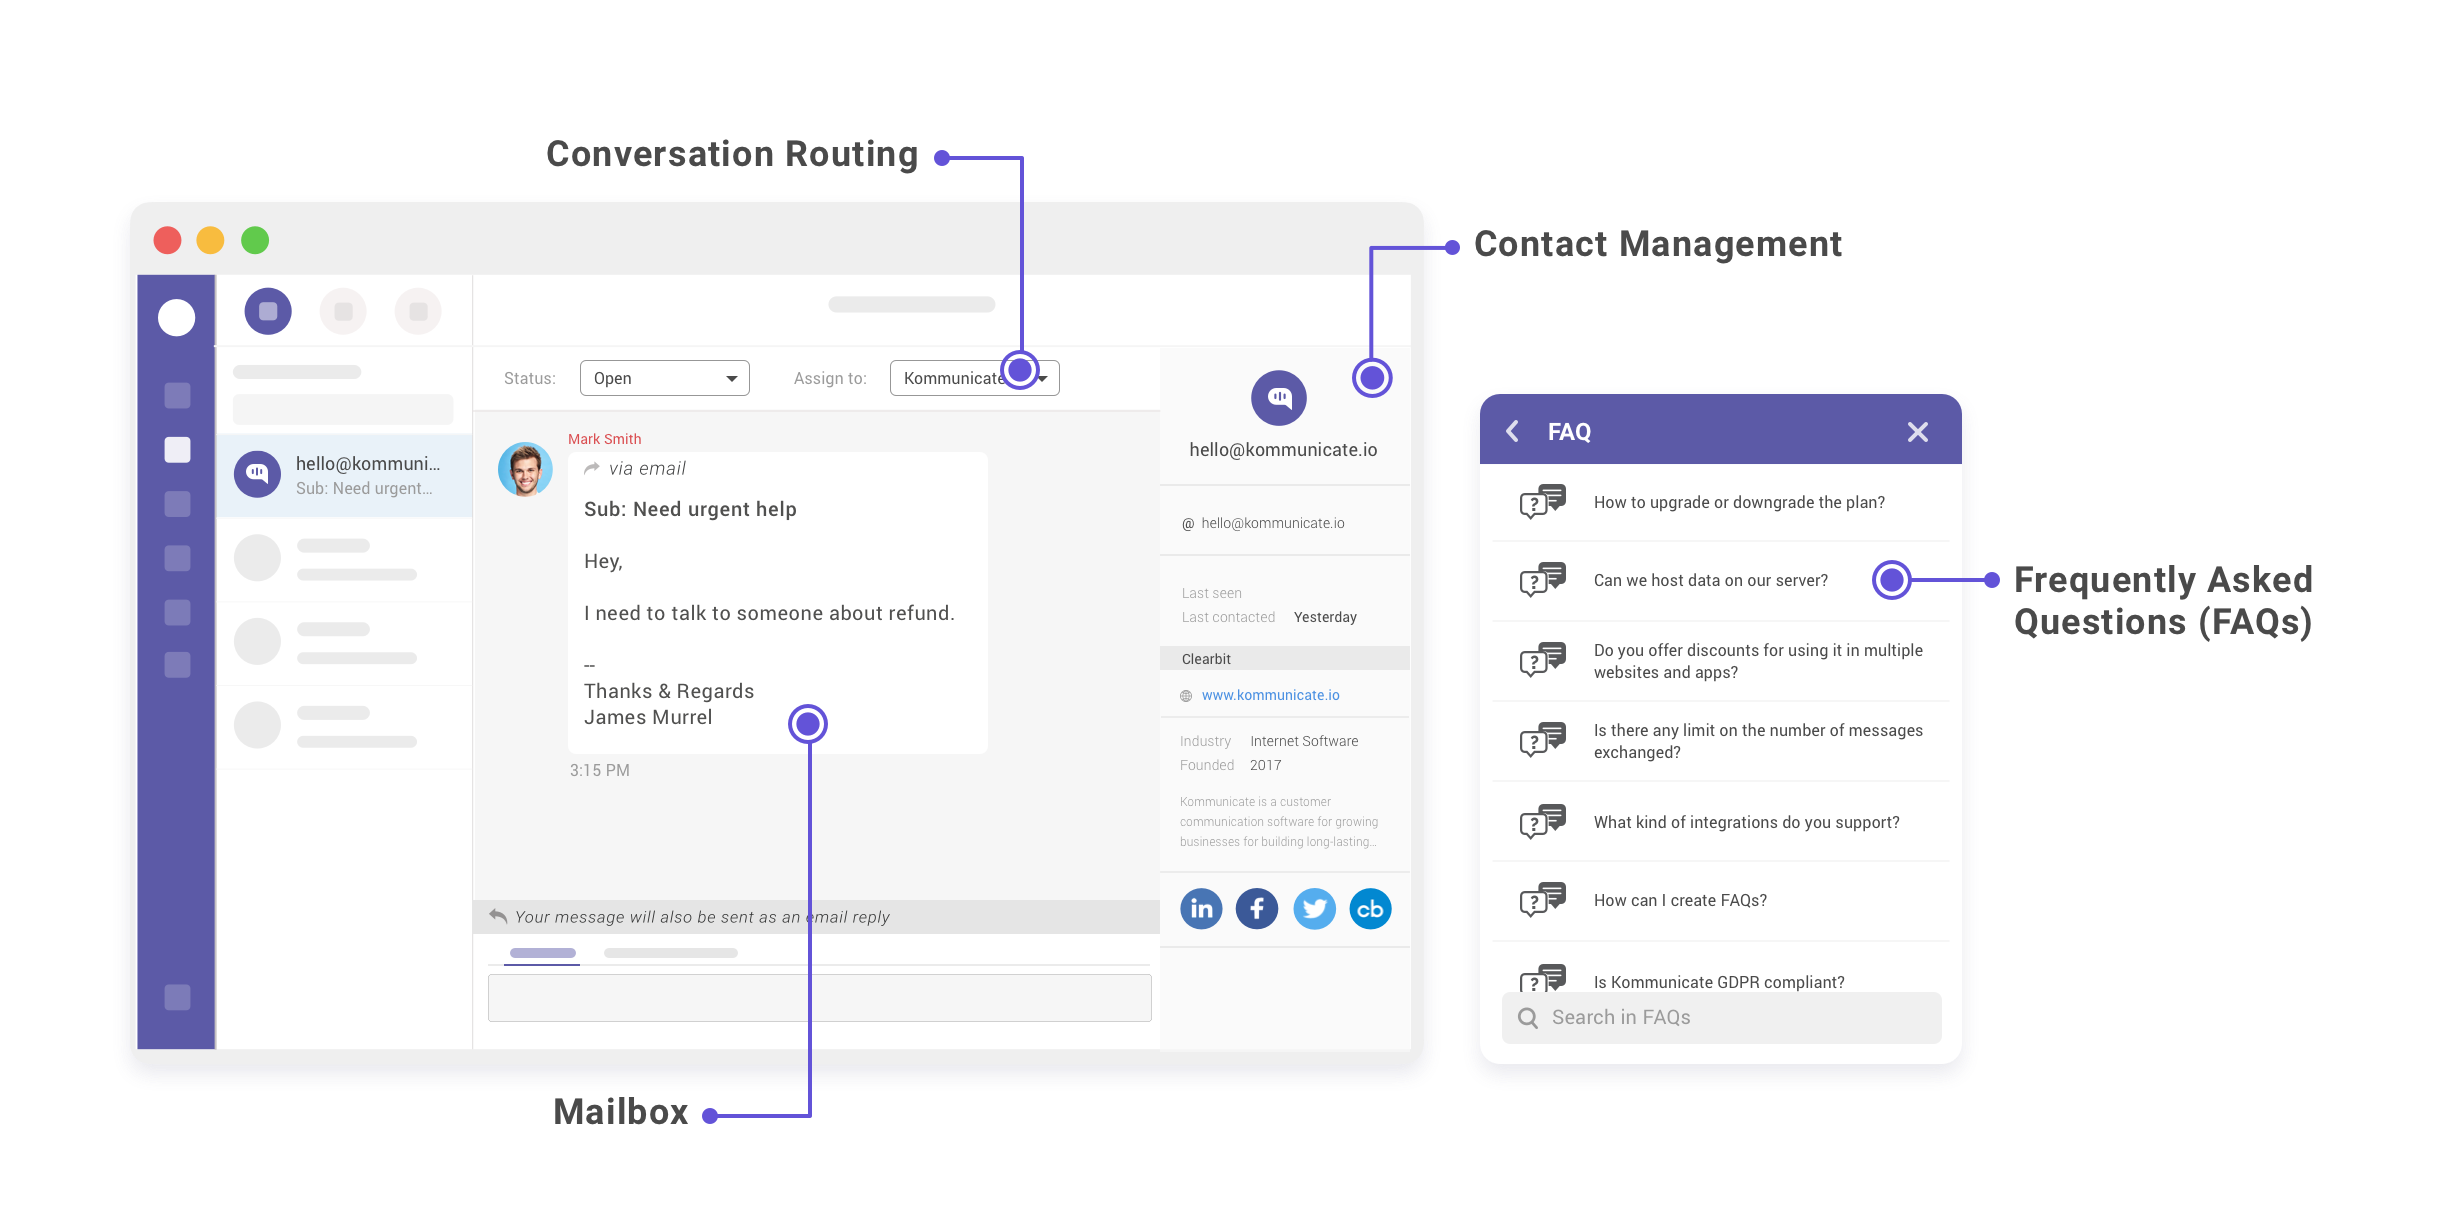 Conversation Routing
Contact Management
Status:
Open
Assign to:
Kommunicate
hello@kommuni...
Sub: Need urgent...
Mark Smith
via email
Sub: Need urgent help
Hey,
I need to talk to someone about refund.
--
Thanks & Regards
James Murrel
3:15 PM
Your message will also be sent as an email reply
hello@kommunicate.io
@ hello@kommunicate.io
Last seen
Last contacted Yesterday
Clearbit
www.kommunicate.io
Industry Internet Software
Founded 2017
Kommunicate is a customer
communication software for growing
businesses for building long-lasting...
in f cb
Mailbox
FAQ
How to upgrade or downgrade the plan?
Can we host data on our server?
Do you offer discounts for using it in multiple
websites and apps?
Is there any limit on the number of messages
exchanged?
What kind of integrations do you support?
How can I create FAQs?
Is Kommunicate GDPR compliant?
Search in FAQs
Frequently Asked
Questions (FAQs)